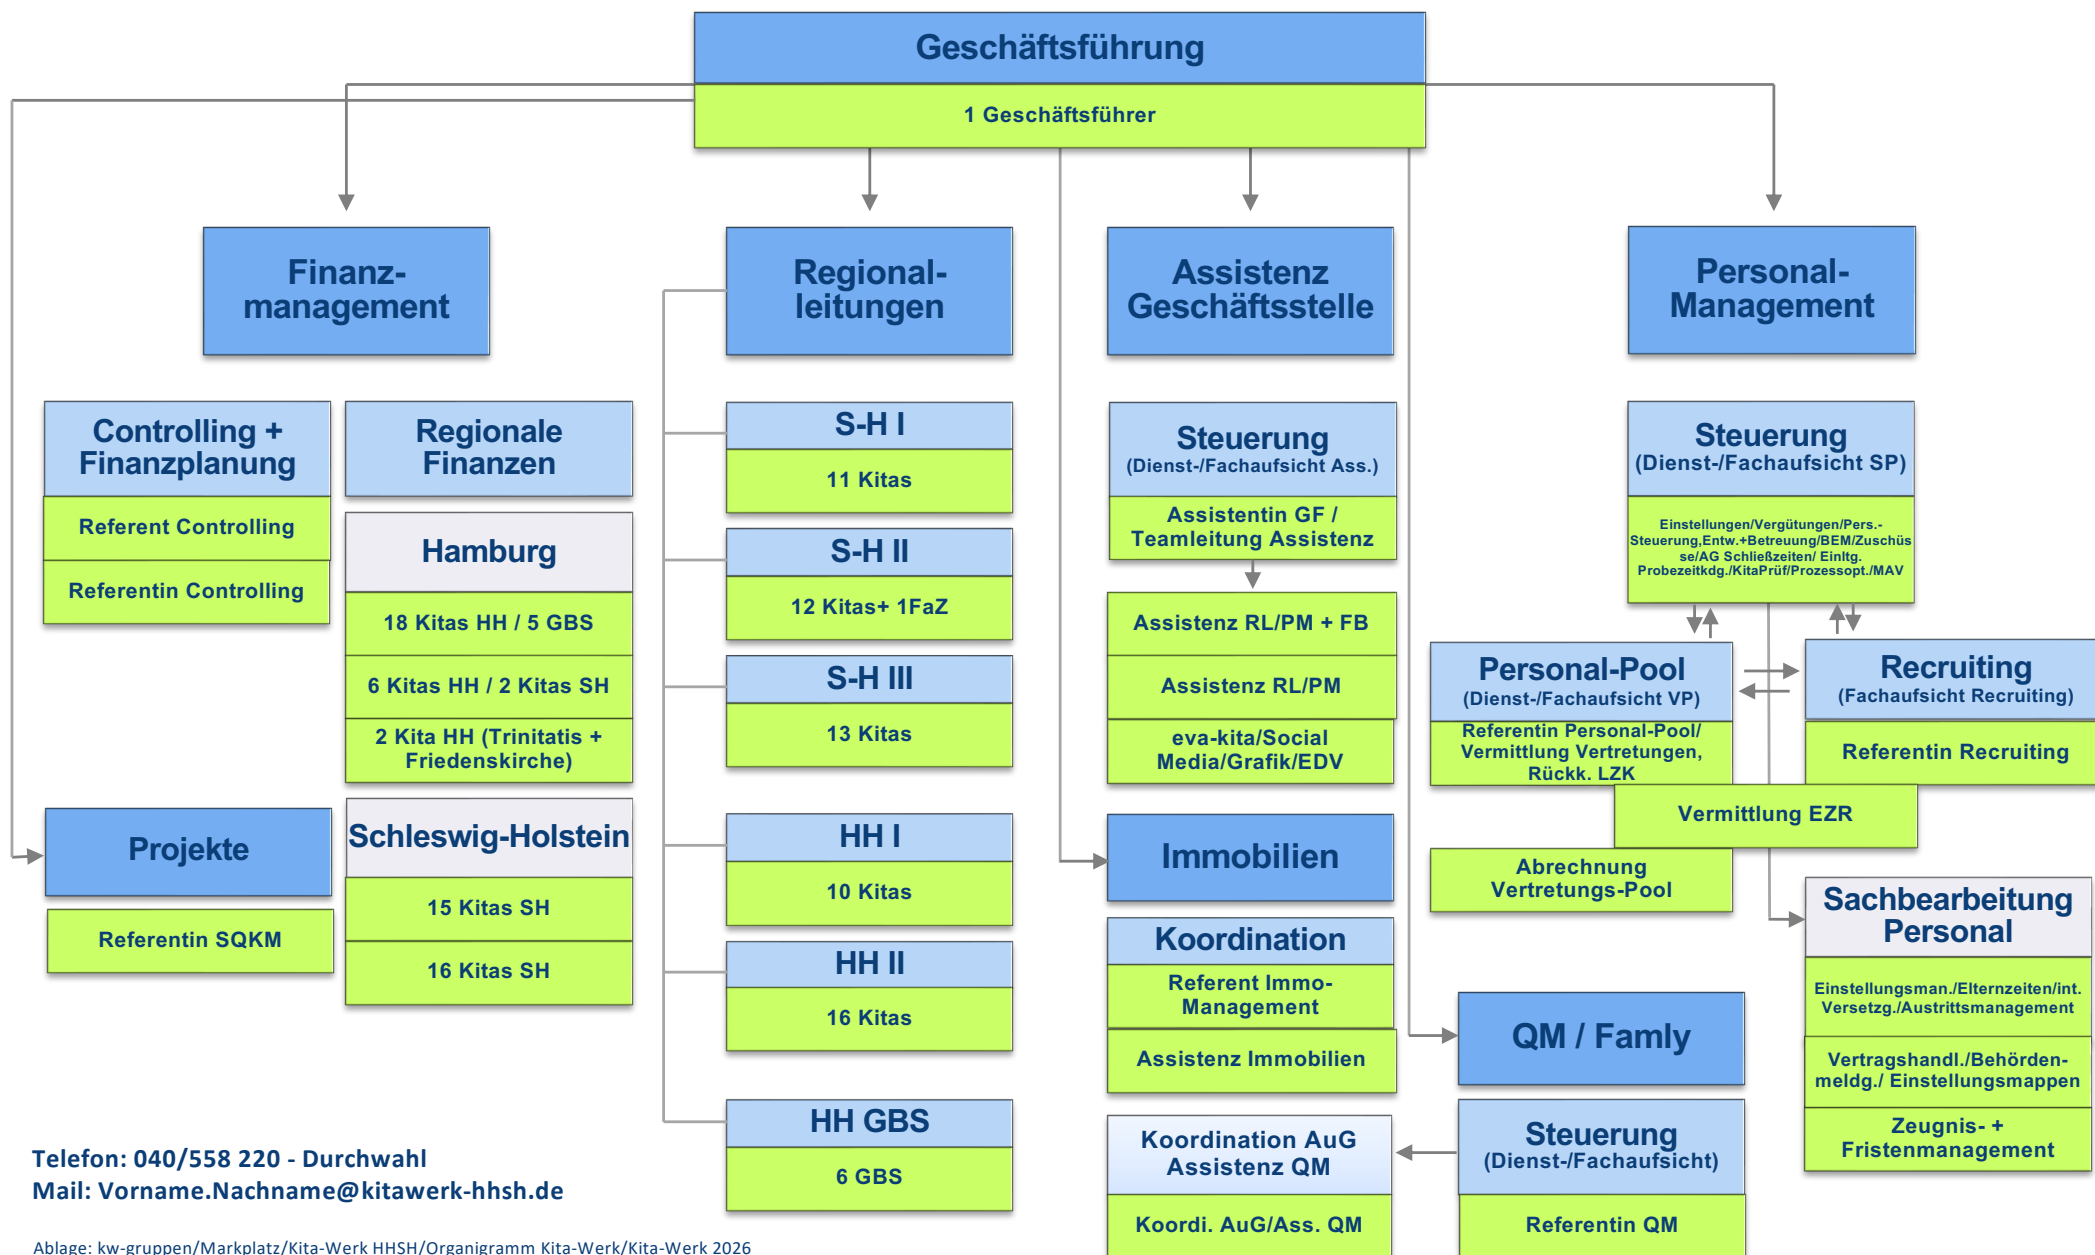 Geschäftsführung
1 Geschäftsführer
Finanz-
management
Regional-
leitungen
Assistenz
Geschäftsstelle
Personal-
Management
Controlling +
Finanzplanung
Referent Controlling
Referentin Controlling
Regionale
Finanzen
Hamburg
18 Kitas HH / 5 GBS
6 Kitas HH / 2 Kitas SH
2 Kita HH (Trinitatis +
Friedenskirche)
Schleswig-Holstein
15 Kitas SH
16 Kitas SH
Projekte
Referentin SQKM
S-H I
11 Kitas
S-H II
12 Kitas+ 1FaZ
S-H III
13 Kitas
HH I
10 Kitas
HH II
16 Kitas
HH GBS
6 GBS
Steuerung
(Dienst-/Fachaufsicht Ass.)
Assistentin GF /
Teamleitung Assistenz
Assistenz RL/PM + FB
Assistenz RL/PM
eva-kita/Social
Media/Grafik/EDV
Immobilien
Koordination
Referent Immo-
Management
Assistenz Immobilien
Koordination AuG
Assistenz QM
Koordi. AuG/Ass. QM
QM / Famly
Steuerung
(Dienst-/Fachaufsicht)
Referentin QM
Steuerung
(Dienst-/Fachaufsicht SP)
Einstellungen/Vergütungen/Pers.-
Steuerung,Entw.+Betreuung/BEM/Zuschüs
se/AG Schließzeiten/ Einltg.
Probezeitkdg./KitaPrüf/Prozessopt./MAV
Personal-Pool
(Dienst-/Fachaufsicht VP)
Referentin Personal-Pool/
Vermittlung Vertretungen,
Rückk. LZK
Recruiting
(Fachaufsicht Recruiting)
Referentin Recruiting
Vermittlung EZR
Abrechnung
Vertretungs-Pool
Sachbearbeitung
Personal
Einstellungsman./Elternzeiten/int.
Versetzg./Austrittsmanagement
Vertragshandl./Behörden-
meldg./ Einstellungsmappen
Zeugnis- +
Fristenmanagement
Telefon: 040/558 220 - Durchwahl
Mail: Vorname.Nachname@kitawerk-hhsh.de
Ablage: kw-gruppen/Markplatz/Kita-Werk HHSH/Organigramm Kita-Werk/Kita-Werk 2026